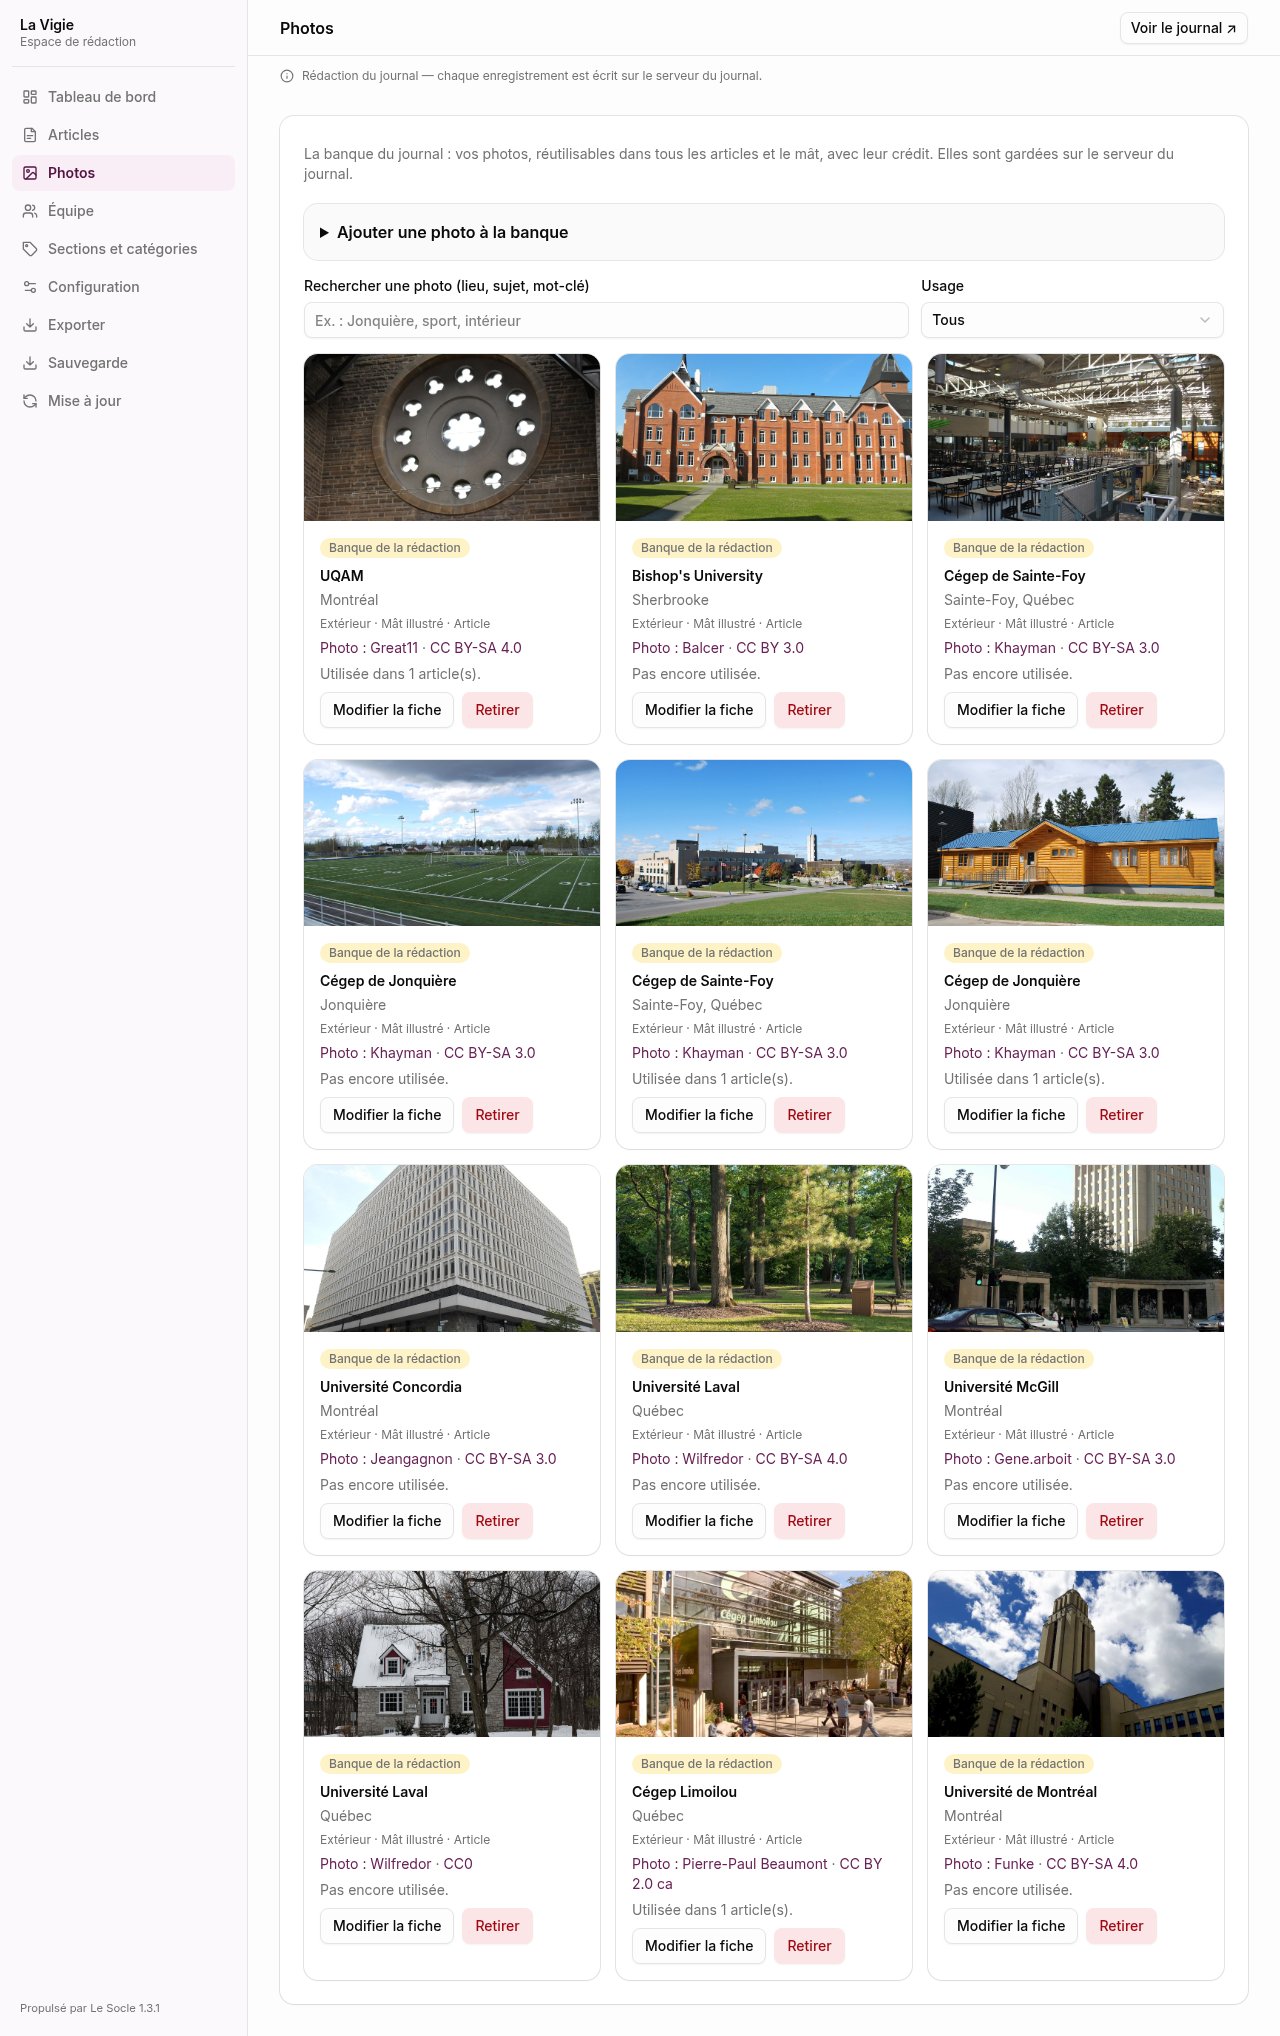 La Vigie
Espace de rédaction
Tableau de bord
Articles
Photos
Équipe
Sections et catégories
Configuration
Exporter
Sauvegarde
Mise à jour
Propulsé par Le Socle 1.3.1
Photos
Voir le journal ↗
Rédaction du journal — chaque enregistrement est écrit sur le serveur du journal.
La banque du journal : vos photos, réutilisables dans tous les articles et le mât, avec leur crédit. Elles sont gardées sur le serveur du
journal.
Ajouter une photo à la banque
Rechercher une photo (lieu, sujet, mot-clé)
Ex. : Jonquière, sport, intérieur
Usage
Tous
Banque de la rédaction
UQAM
Montréal
Extérieur · Mât illustré · Article
Photo : Great11 · CC BY-SA 4.0
Utilisée dans 1 article(s).
Modifier la fiche
Retirer
Banque de la rédaction
Bishop's University
Sherbrooke
Extérieur · Mât illustré · Article
Photo : Balcer · CC BY 3.0
Pas encore utilisée.
Modifier la fiche
Retirer
Banque de la rédaction
Cégep de Sainte-Foy
Sainte-Foy, Québec
Extérieur · Mât illustré · Article
Photo : Khayman · CC BY-SA 3.0
Pas encore utilisée.
Modifier la fiche
Retirer
Banque de la rédaction
Cégep de Jonquière
Jonquière
Extérieur · Mât illustré · Article
Photo : Khayman · CC BY-SA 3.0
Pas encore utilisée.
Modifier la fiche
Retirer
Banque de la rédaction
Cégep de Sainte-Foy
Sainte-Foy, Québec
Extérieur · Mât illustré · Article
Photo : Khayman · CC BY-SA 3.0
Utilisée dans 1 article(s).
Modifier la fiche
Retirer
Banque de la rédaction
Cégep de Jonquière
Jonquière
Extérieur · Mât illustré · Article
Photo : Khayman · CC BY-SA 3.0
Utilisée dans 1 article(s).
Modifier la fiche
Retirer
Banque de la rédaction
Université Concordia
Montréal
Extérieur · Mât illustré · Article
Photo : Jeangagnon · CC BY-SA 3.0
Pas encore utilisée.
Modifier la fiche
Retirer
Banque de la rédaction
Université Laval
Québec
Extérieur · Mât illustré · Article
Photo : Wilfredor · CC BY-SA 4.0
Pas encore utilisée.
Modifier la fiche
Retirer
Banque de la rédaction
Université McGill
Montréal
Extérieur · Mât illustré · Article
Photo : Gene.arboit · CC BY-SA 3.0
Pas encore utilisée.
Modifier la fiche
Retirer
Banque de la rédaction
Université Laval
Québec
Extérieur · Mât illustré · Article
Photo : Wilfredor · CC0
Pas encore utilisée.
Modifier la fiche
Retirer
Cégep Limoilou
Banque de la rédaction
Cégep Limoilou
Québec
Extérieur · Mât illustré · Article
Photo : Pierre-Paul Beaumont · CC BY
2.0 ca
Utilisée dans 1 article(s).
Modifier la fiche
Retirer
Banque de la rédaction
Université de Montréal
Montréal
Extérieur · Mât illustré · Article
Photo : Funke · CC BY-SA 4.0
Pas encore utilisée.
Modifier la fiche
Retirer